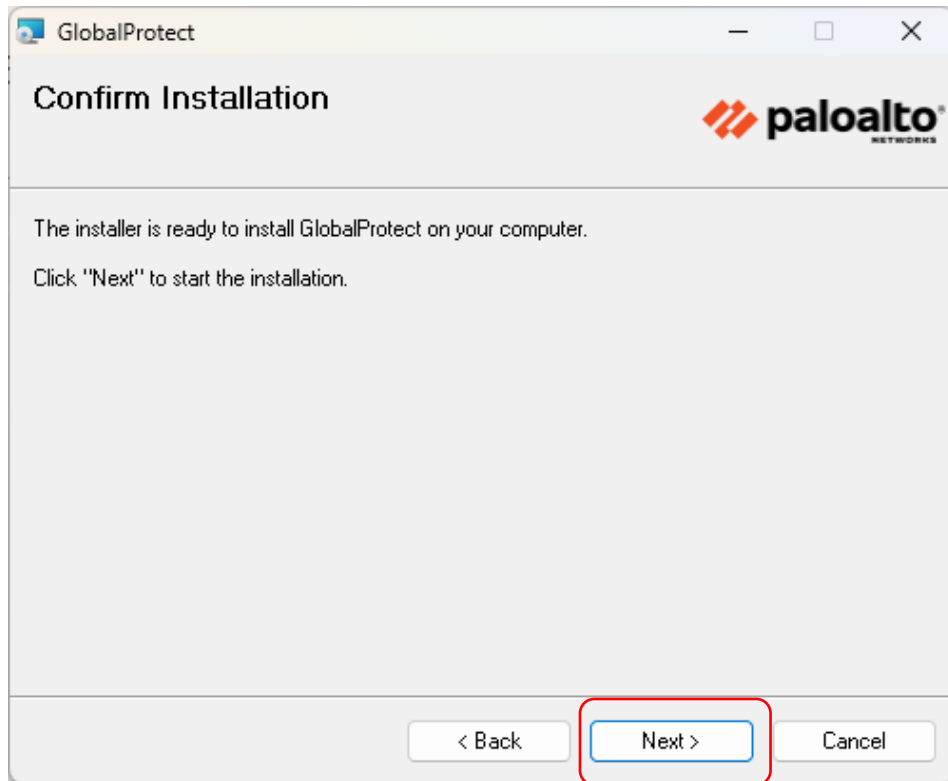 GlobalProtect
Confirm Installation
paloalto®
NETWORKS
The installer is ready to install GlobalProtect on your computer.
Click "Next" to start the installation.
< Back
Next >
Cancel